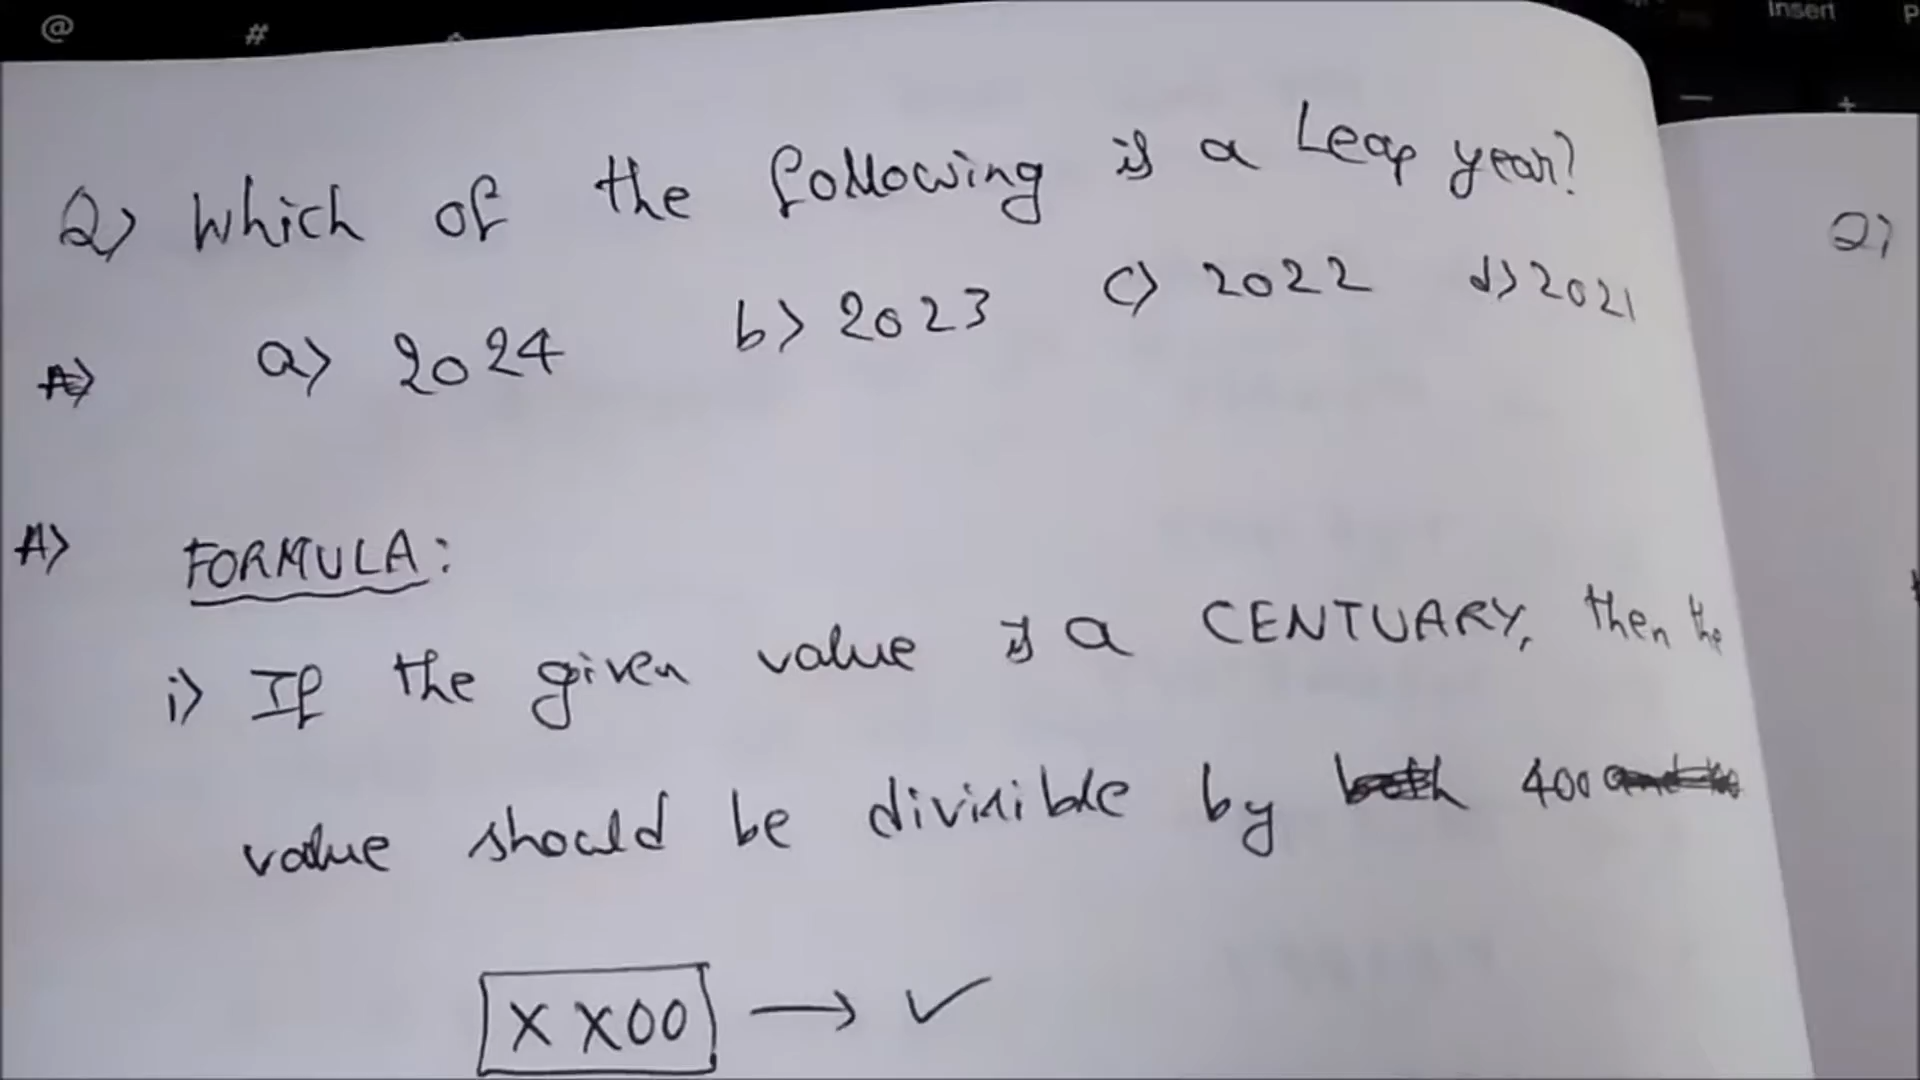 @ # Insert P
- +
Q) Which of the following is a Leap year?
Q)
a) 2024 b) 2023 c) 2022 d) 2021
A)
A) FORMULA:
i) If the given value is a CENTUARY, then the
value should be divisible by both 400
XX00 → ✓